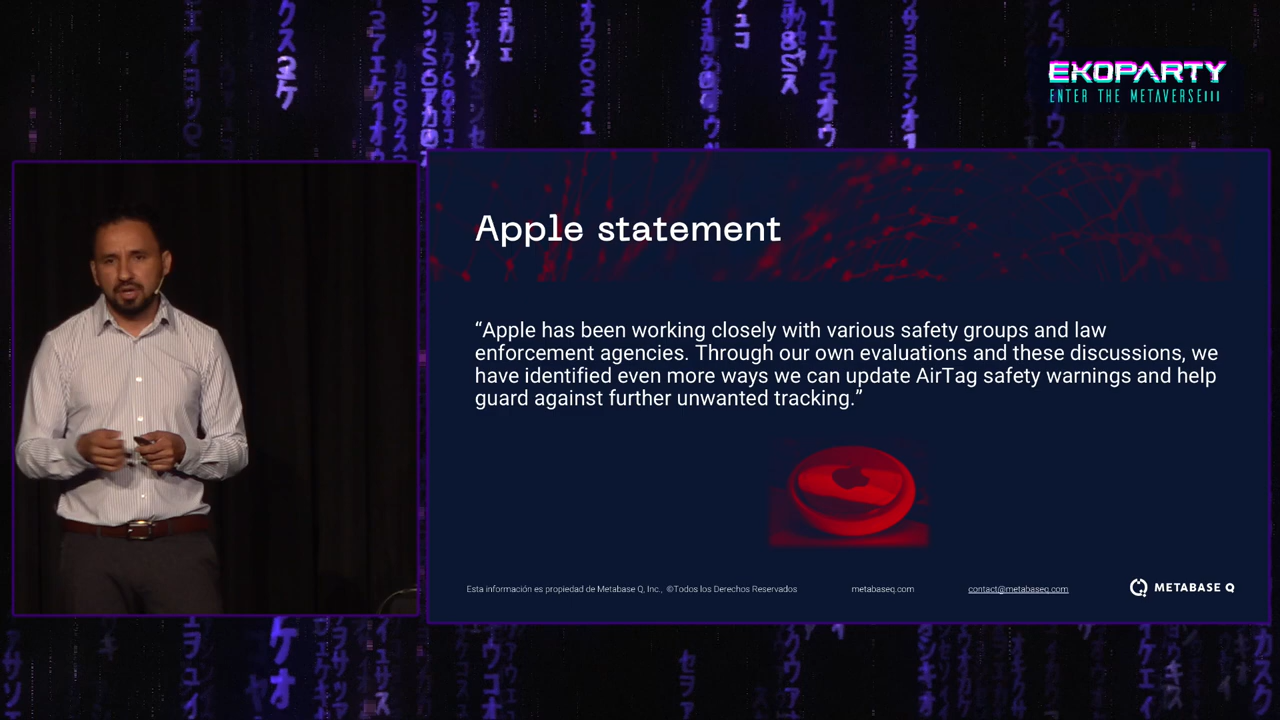 EKOPARTY
ENTER THE METAVERSE
Apple statement
“Apple has been working closely with various safety groups and law
enforcement agencies. Through our own evaluations and these discussions, we
have identified even more ways we can update AirTag safety warnings and help
guard against further unwanted tracking.”
Esta información es propiedad de Metabase Q, Inc., ©Todos los Derechos Reservados
metabaseq.com
contact@metabaseq.com
METABASE Q